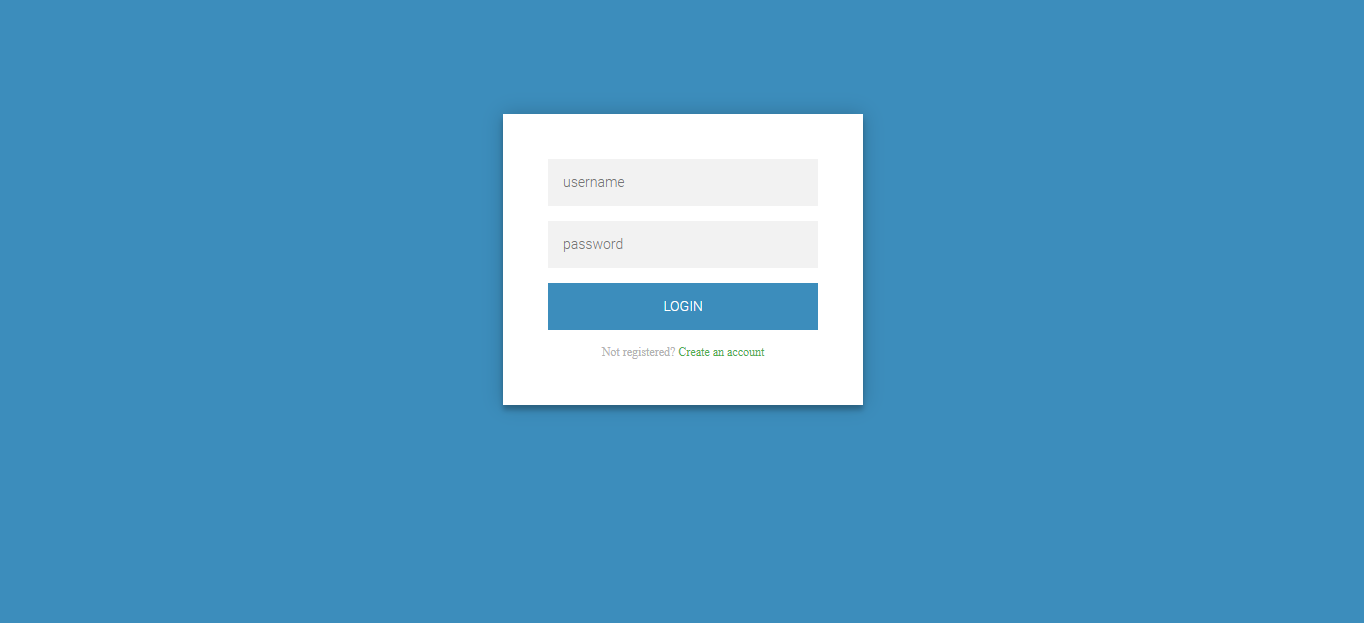 username
password
LOGIN
Not registered? Create an account